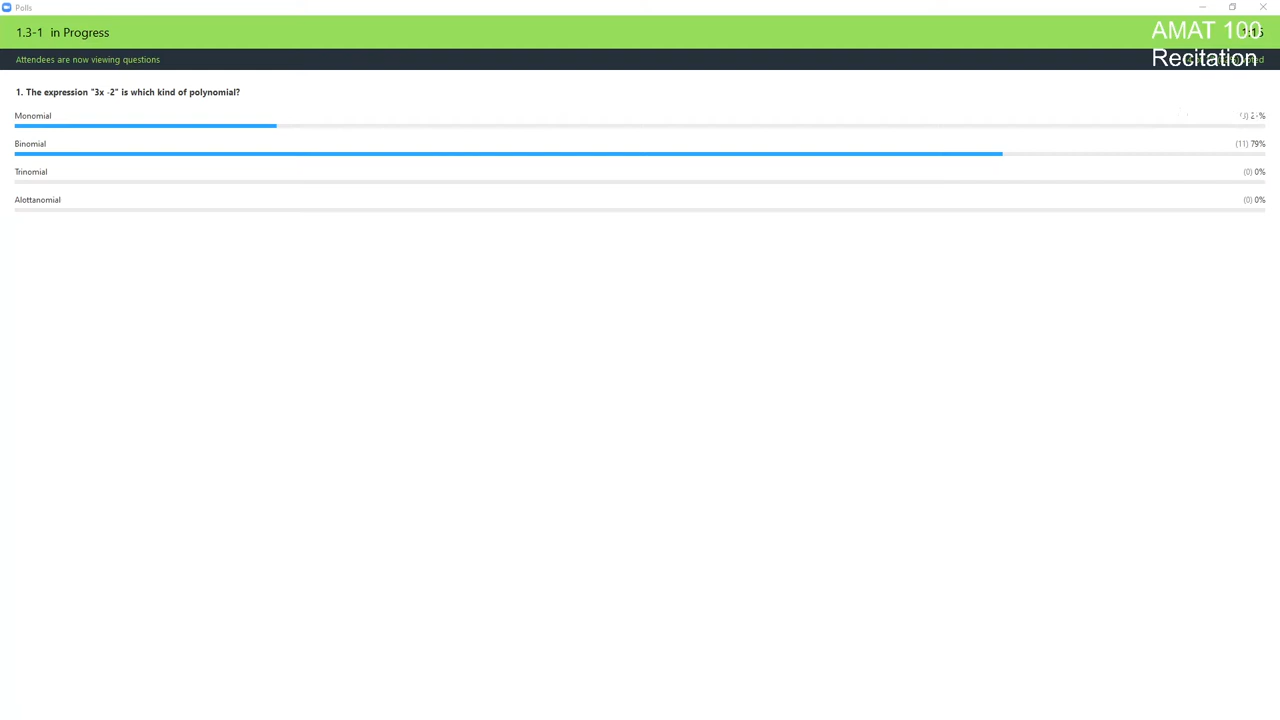 Polls
1.3-1 in Progress
AMAT 100
Attendees are now viewing questions
Recitation
1. The expression "3x -2" is which kind of polynomial?
Monomial
Binomial
(11) 79%
Trinomial
(0) 0%
Alottanomial
(0) 0%